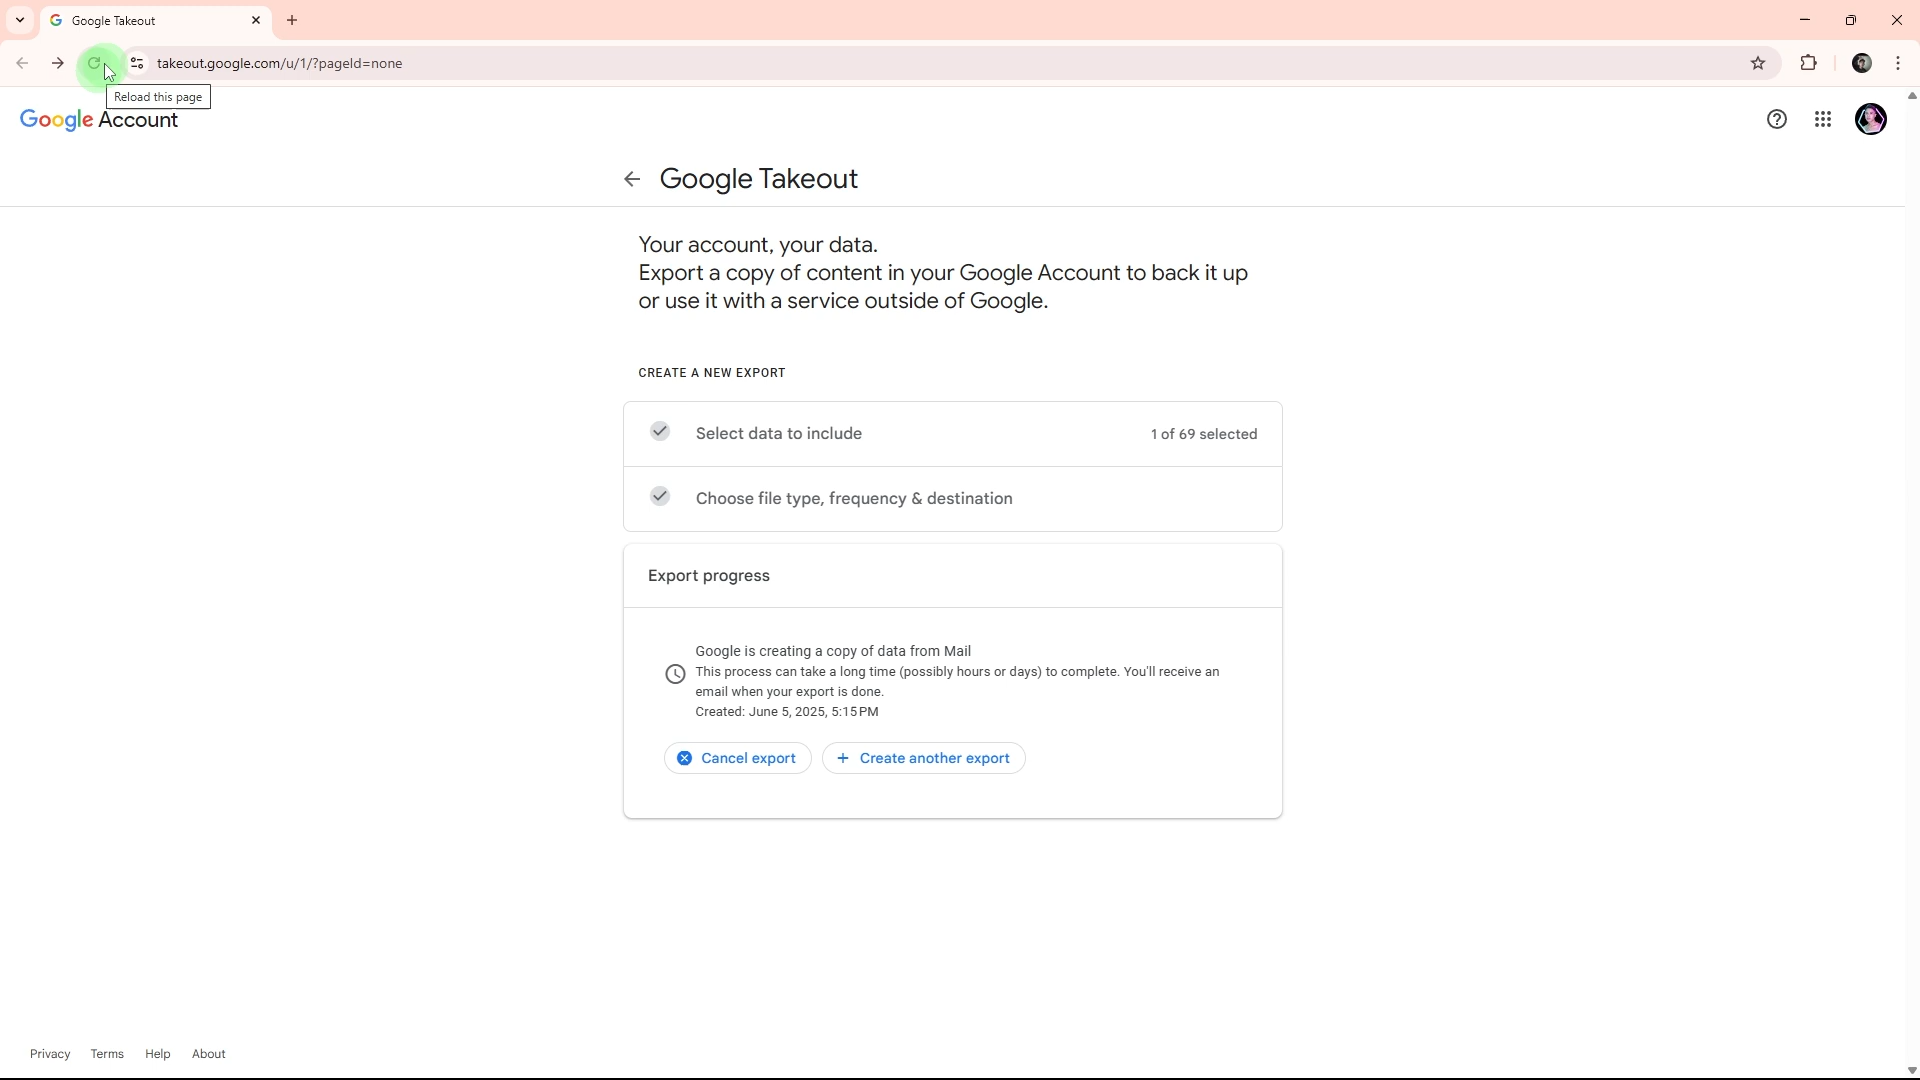 Google Takeout
takeout.google.com/u/1/?pageId=none
Reload this page
Google Account
Google Takeout
Your account, your data.
Export a copy of content in your Google Account to back it up
or use it with a service outside of Google.
CREATE A NEW EXPORT
Select data to include 1 of 69 selected
Choose file type, frequency & destination
Export progress
Google is creating a copy of data from Mail
This process can take a long time (possibly hours or days) to complete. You'll receive an
email when your export is done.
Created: June 5, 2025, 5:15 PM
Cancel export Create another export
Privacy Terms Help About